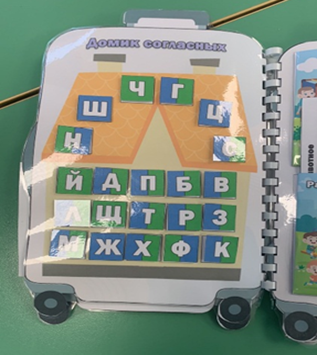 Домик согласных
Ч Г
Ш Ц
Н С
Й Д П Б В
Л Щ Т Р З
М Ж Х Ф К